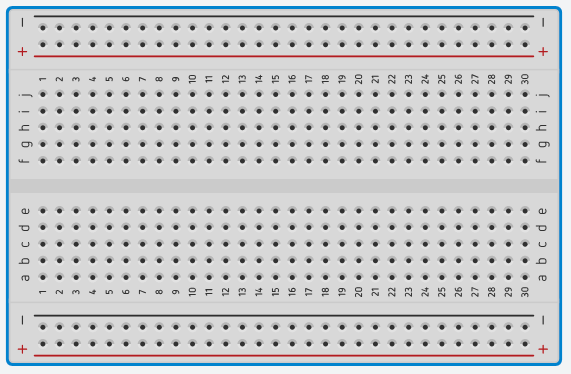 − −
+ +
1 2 3 4 5 6 7 8 9 10 11 12 13 14 15 16 17 18 19 20 21 22 23 24 25 26 27 28 29 30
j j
i i
h h
g g
f f
e e
d d
c c
b b
a a
1 2 3 4 5 6 7 8 9 10 11 12 13 14 15 16 17 18 19 20 21 22 23 24 25 26 27 28 29 30
− −
+ +